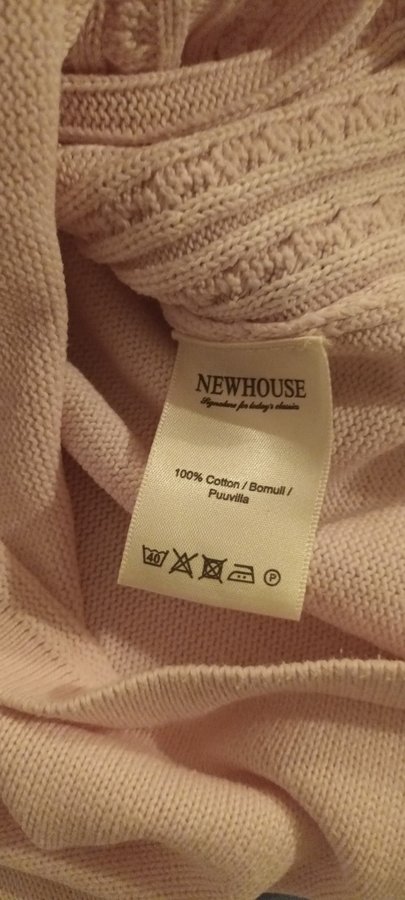 NEWHOUSE
Signature for today's classics
100% Cotton / Bomull /
Puuvilla
40 P